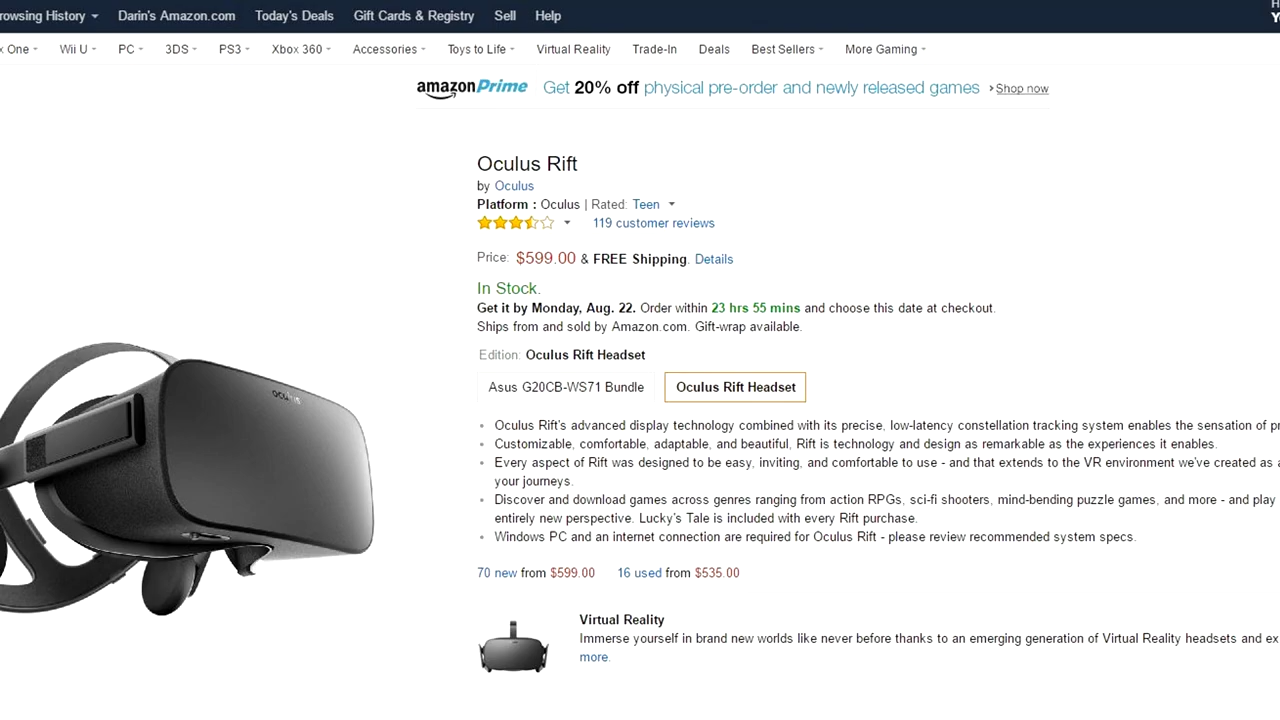 rowsing History Darin's Amazon.com Today's Deals Gift Cards & Registry Sell Help
x One Wii U PC 3DS PS3 Xbox 360 Accessories Toys to Life Virtual Reality Trade-In Deals Best Sellers More Gaming
amazonPrime Get 20% off physical pre-order and newly released games Shop now
Oculus Rift
by Oculus
Platform : Oculus | Rated: Teen
119 customer reviews
Price: $599.00 & FREE Shipping. Details
In Stock.
Get it by Monday, Aug. 22. Order within 23 hrs 55 mins and choose this date at checkout.
Ships from and sold by Amazon.com. Gift-wrap available.
Edition: Oculus Rift Headset
Asus G20CB-WS71 Bundle Oculus Rift Headset
oculus
• Oculus Rift's advanced display technology combined with its precise, low-latency constellation tracking system enables the sensation of pr
• Customizable, comfortable, adaptable, and beautiful, Rift is technology and design as remarkable as the experiences it enables.
• Every aspect of Rift was designed to be easy, inviting, and comfortable to use - and that extends to the VR environment we've created as a
your journeys.
• Discover and download games across genres ranging from action RPGs, sci-fi shooters, mind-bending puzzle games, and more - and play
entirely new perspective. Lucky's Tale is included with every Rift purchase.
• Windows PC and an internet connection are required for Oculus Rift - please review recommended system specs.
70 new from $599.00 16 used from $535.00
Virtual Reality
Immerse yourself in brand new worlds like never before thanks to an emerging generation of Virtual Reality headsets and ex
more.